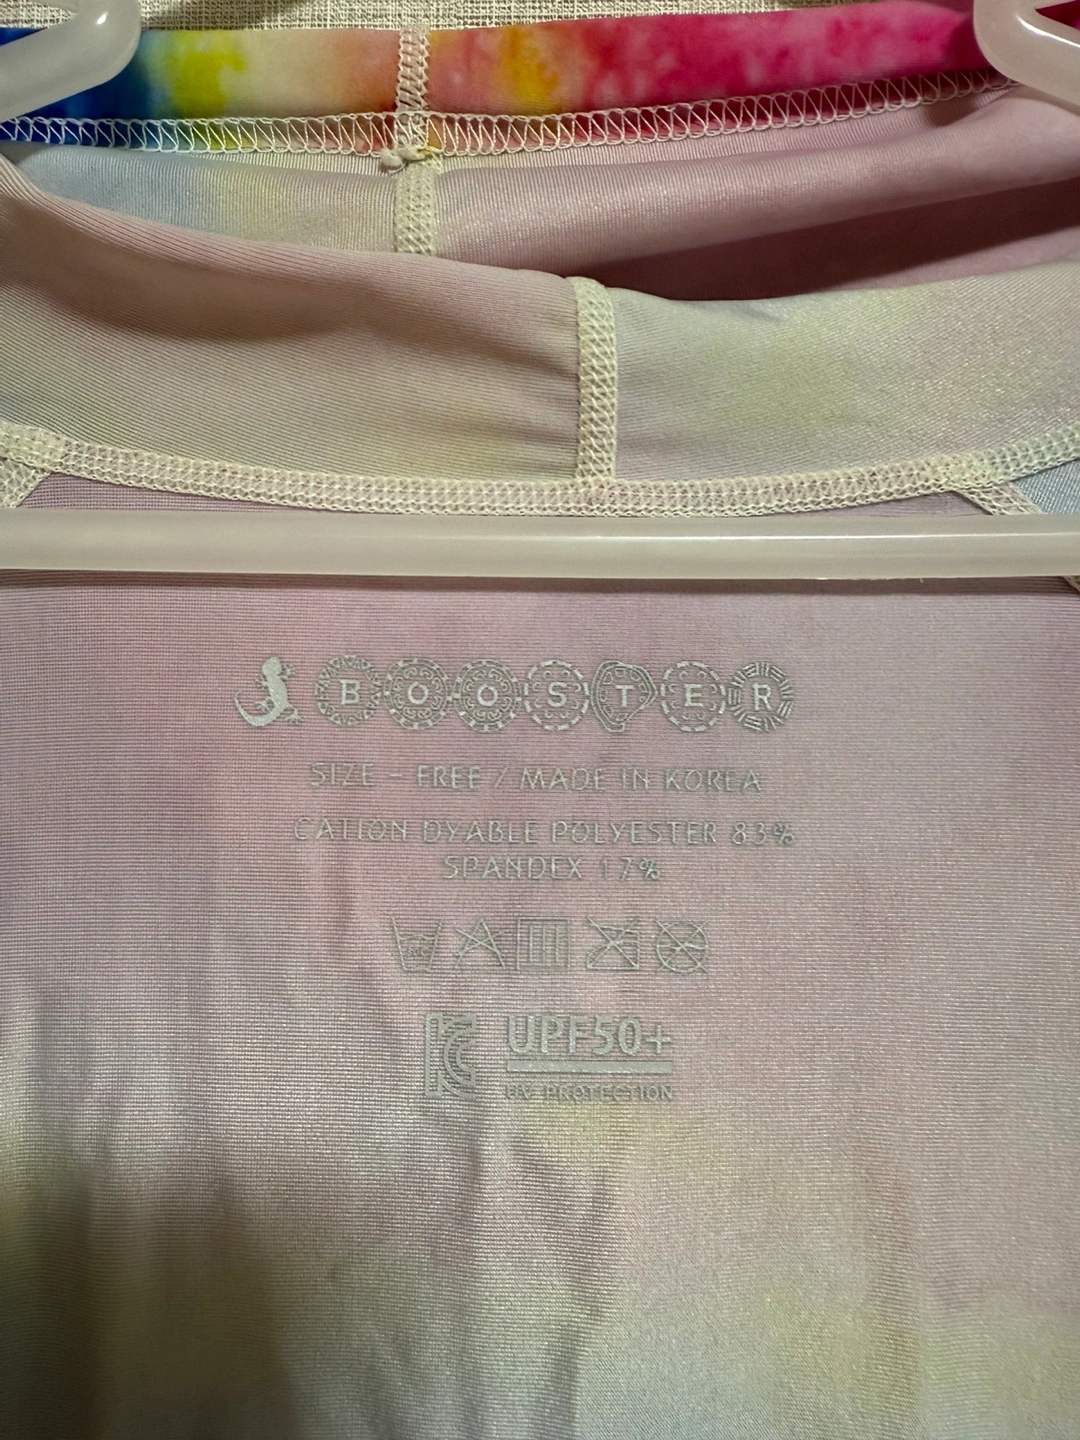 BOOSTER
SIZE - FREE / MADE IN KOREA
CATION DYABLE POLYESTER 83%
SPANDEX 17%
UPF50+
UV PROTECTION